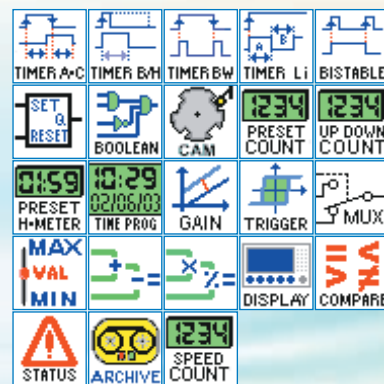 TIMER A•C TIMER B/H TIMER BW TIMER Li BISTABLE
A B
SET
Q
RESET
BOOLEAN
CAM
1234
PRESET
COUNT
1234
UP DOWN
COUNT
01:59
PRESET
H•METER
10:29
02/06/03
TIME PROG
GAIN
TRIGGER
MUX
MAX
VAL
MIN
+ - =
× % =
DISPLAY
COMPARE
STATUS
ARCHIVE
1234
SPEED
COUNT